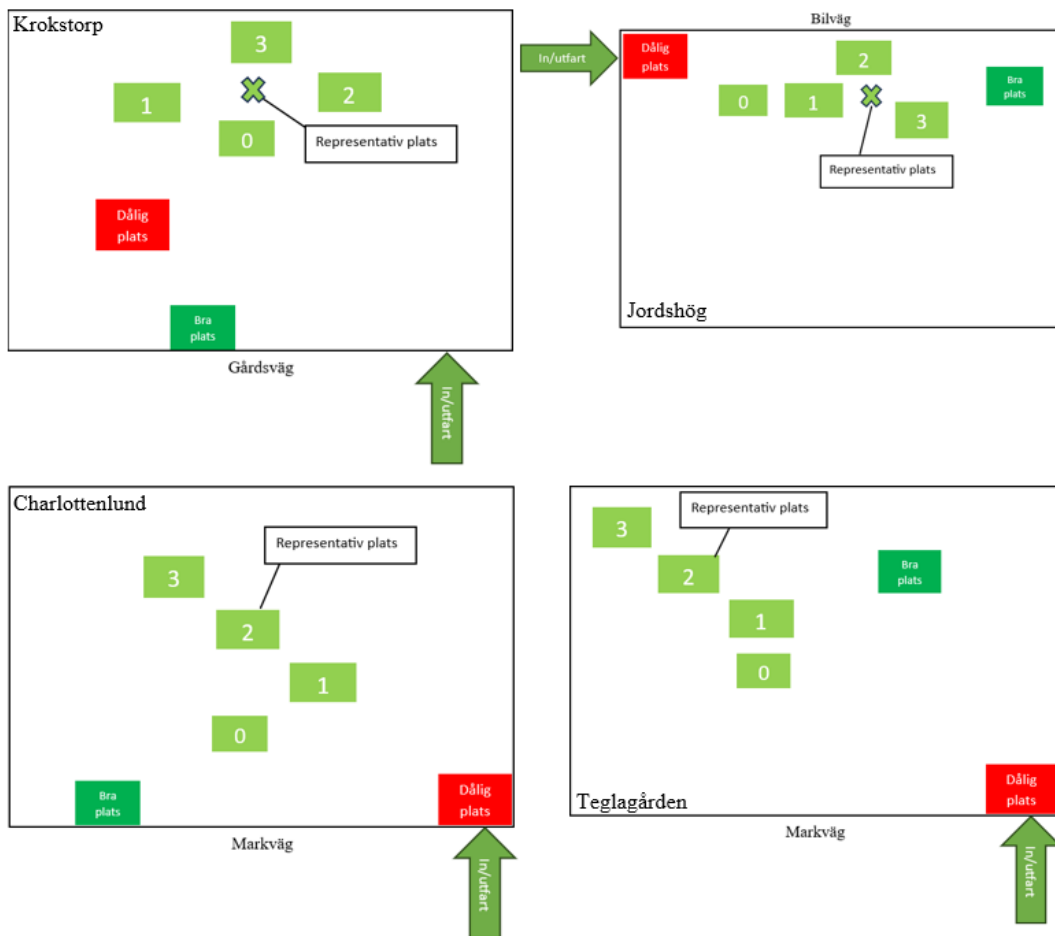 Krokstorp
3
1
2
0
Representativ plats
Dålig
plats
Bra
plats
Gårdsväg
In/utfart
Bilväg
In/utfart
Dålig
plats
2
Bra
plats
0
1
3
Representativ plats
Jordshög
Charlottenlund
Representativ plats
3
2
1
0
Bra
plats
Dålig
plats
Markväg
In/utfart
Representativ plats
3
2
Bra
plats
1
0
Dålig
plats
Teglagården
Markväg
In/utfart